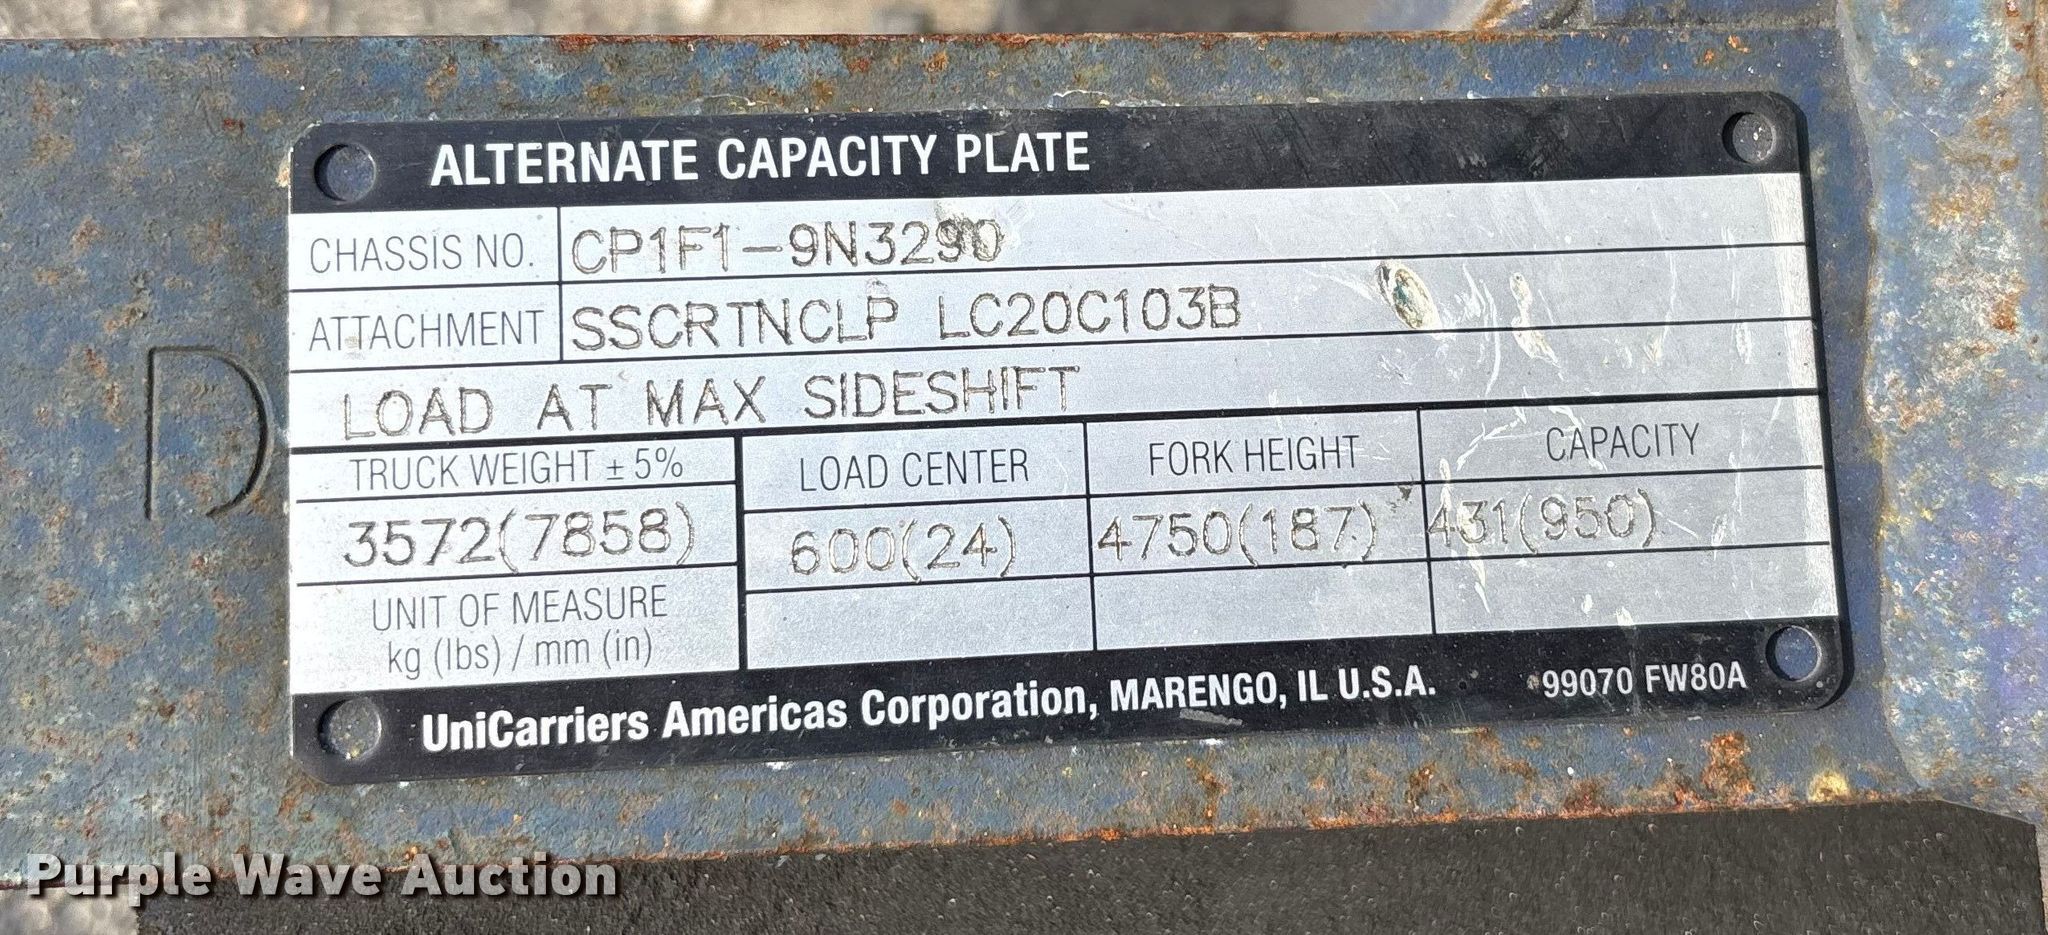 ALTERNATE CAPACITY PLATE
CHASSIS NO. CP1F1-9N3290
ATTACHMENT SSCRTNCLP LC20C103B
LOAD AT MAX SIDESHIFT
TRUCK WEIGHT ± 5% LOAD CENTER FORK HEIGHT CAPACITY
3572(7858) 600(24) 4750(187) 431(950)
UNIT OF MEASURE
kg (lbs) / mm (in)
UniCarriers Americas Corporation, MARENGO, IL U.S.A. 99070 FW80A
D
Purple Wave Auction